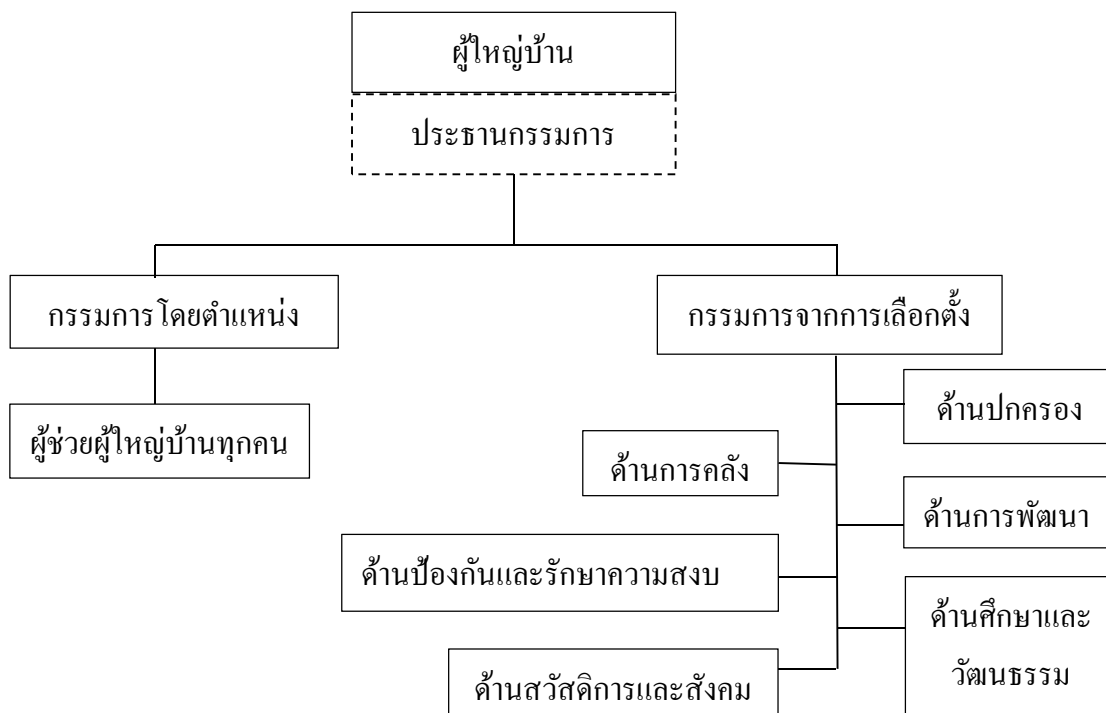 ผู้ใหญ่บ้าน
ประธานกรรมการ
กรรมการโดยตำแหน่ง
กรรมการจากการเลือกตั้ง
ผู้ช่วยผู้ใหญ่บ้านทุกคน
ด้านปกครอง
ด้านการคลัง
ด้านการพัฒนา
ด้านป้องกันและรักษาความสงบ
ด้านศึกษาและ
วัฒนธรรม
ด้านสวัสดิการและสังคม